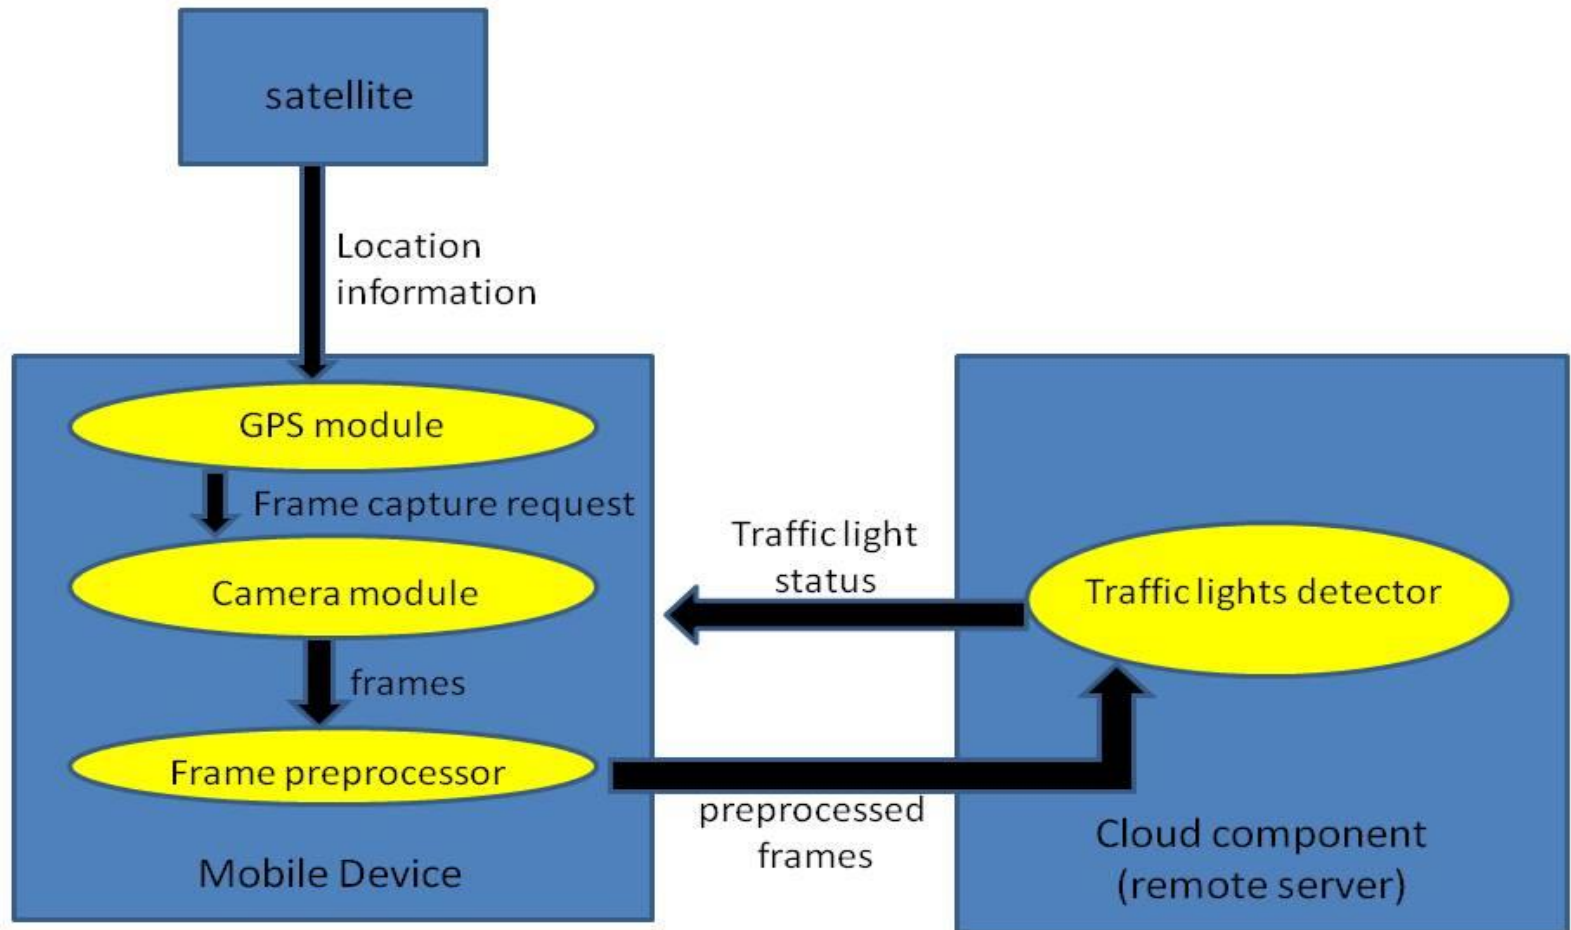 satellite
Location
information
GPS module
Frame capture request
Camera module
frames
Frame preprocessor
Mobile Device
Traffic light
status
preprocessed
frames
Traffic lights detector
Cloud component
(remote server)